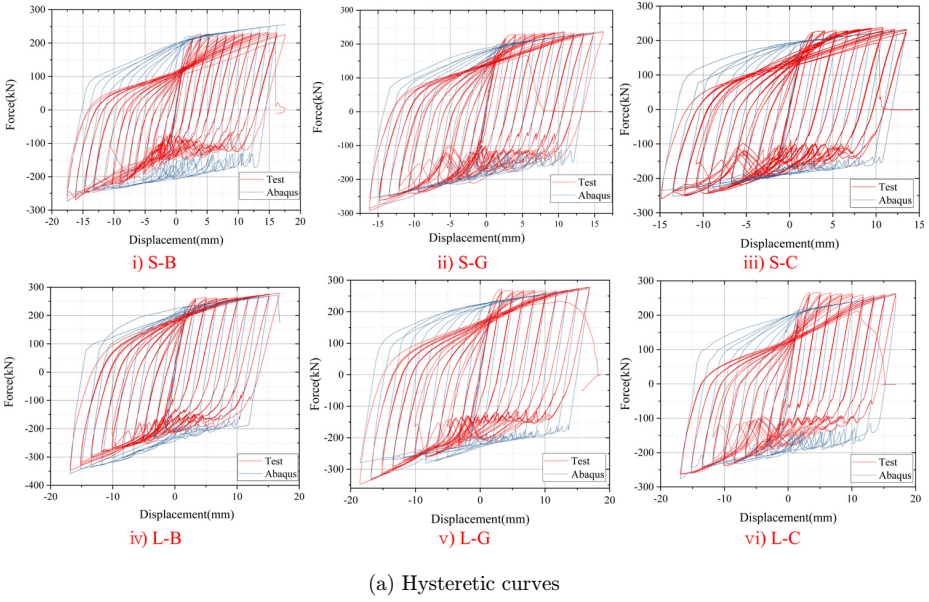 300
200
100
0
-100
-200
-300
-20 -15 -10 -5 0 5 10 15 20
Force(kN)
Displacement(mm)
Test
Abaqus
i) S-B
300
200
100
0
-100
-200
-300
-15 -10 -5 0 5 10 15
Force(kN)
Displacement(mm)
Test
Abaqus
ii) S-G
300
200
100
0
-100
-200
-300
-15 -10 -5 0 5 10 15
Force(kN)
Displacement(mm)
Test
Abaqus
iii) S-C
300
200
100
0
-100
-200
-300
-400
-20 -10 0 10 20
Force(kN)
Displacement(mm)
Test
Abaqus
iv) L-B
200
100
0
-100
-200
-300
-20 -10 0 10 20
Force(kN)
Displacement(mm)
Test
Abaqus
v) L-G
300
200
100
0
-100
-200
-300
-20 -10 0 10 20
Force(kN)
Displacement(mm)
Test
Abaqus
vi) L-C
(a) Hysteretic curves